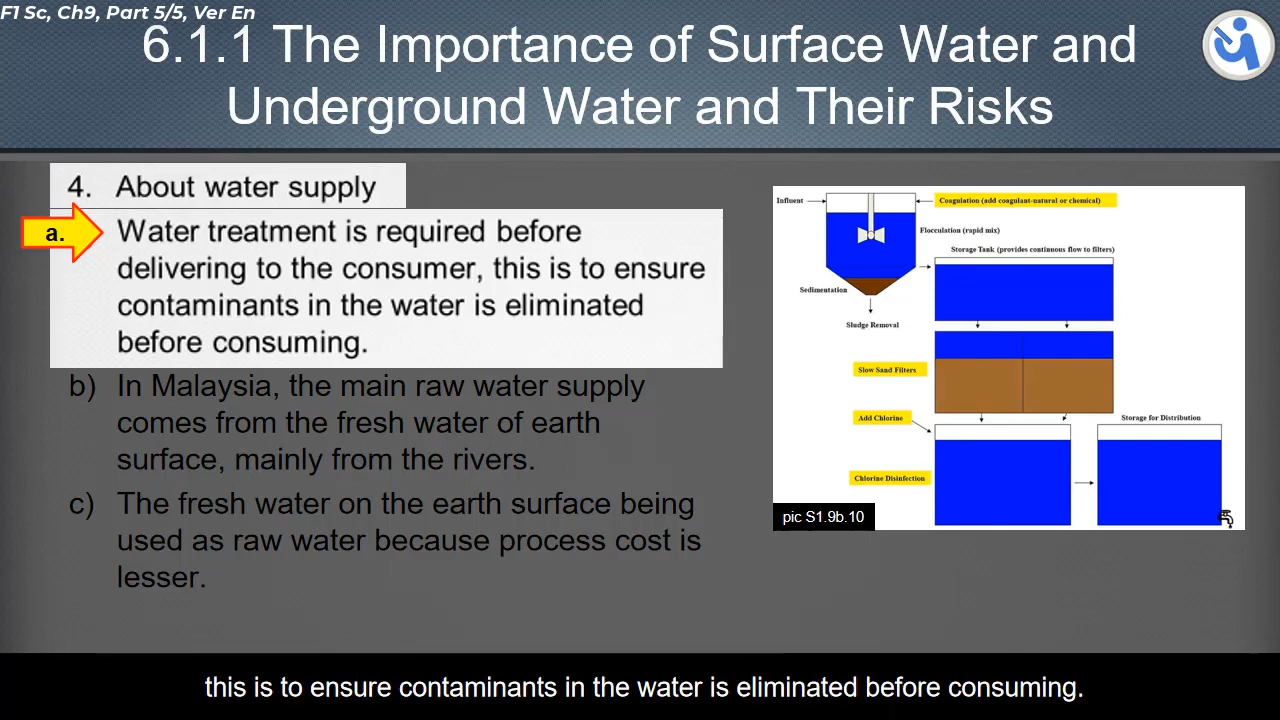 F1 Sc, Ch9, Part 5/5, Ver En
6.1.1 The Importance of Surface Water and
Underground Water and Their Risks
4. About water supply
a. Water treatment is required before
delivering to the consumer, this is to ensure
contaminants in the water is eliminated
before consuming.
b) In Malaysia, the main raw water supply
comes from the fresh water of earth
surface, mainly from the rivers.
c) The fresh water on the earth surface being
used as raw water because process cost is
lesser.
Influent
Coagulation (add coagulant-natural or chemical)
Flocculation (rapid mix)
Storage Tank (provides continuous flow to filters)
Sedimentation
Sludge Removal
Slow Sand Filters
Add Chlorine
Storage for Distribution
Chlorine Disinfection
pic S1.9b.10
this is to ensure contaminants in the water is eliminated before consuming.